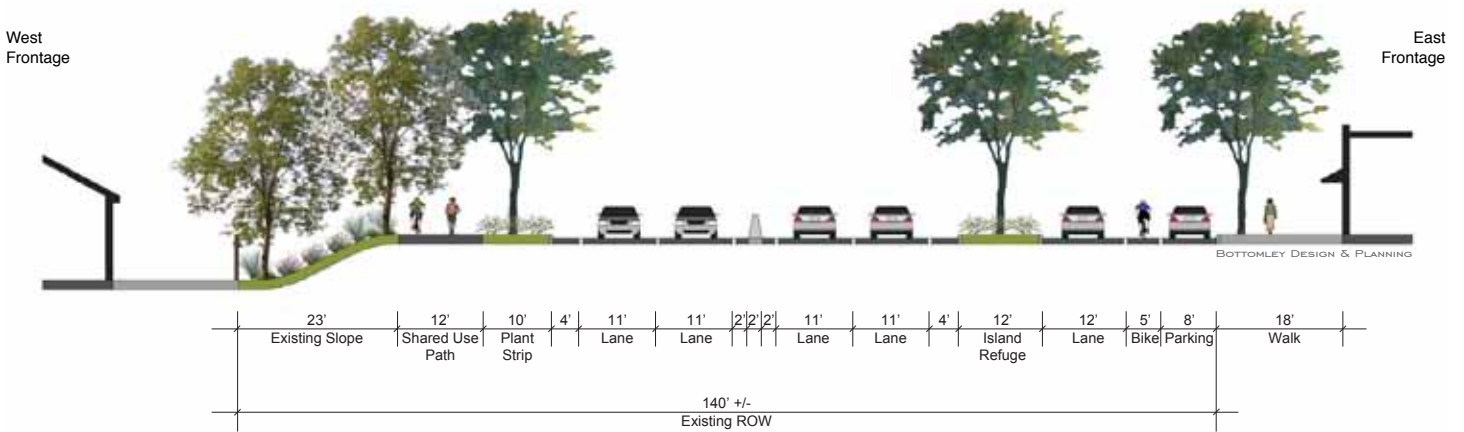 West
Frontage
East
Frontage
BOTTOMLEY DESIGN & PLANNING
23' 12' 10' 4' 11' 11' 2' 2' 2' 11' 11' 4' 12' 12' 5' 8' 18'
Existing Slope Shared Use Plant Lane Lane Lane Lane Island Lane Bike Parking Walk
Path Strip Refuge
140' +/-
Existing ROW